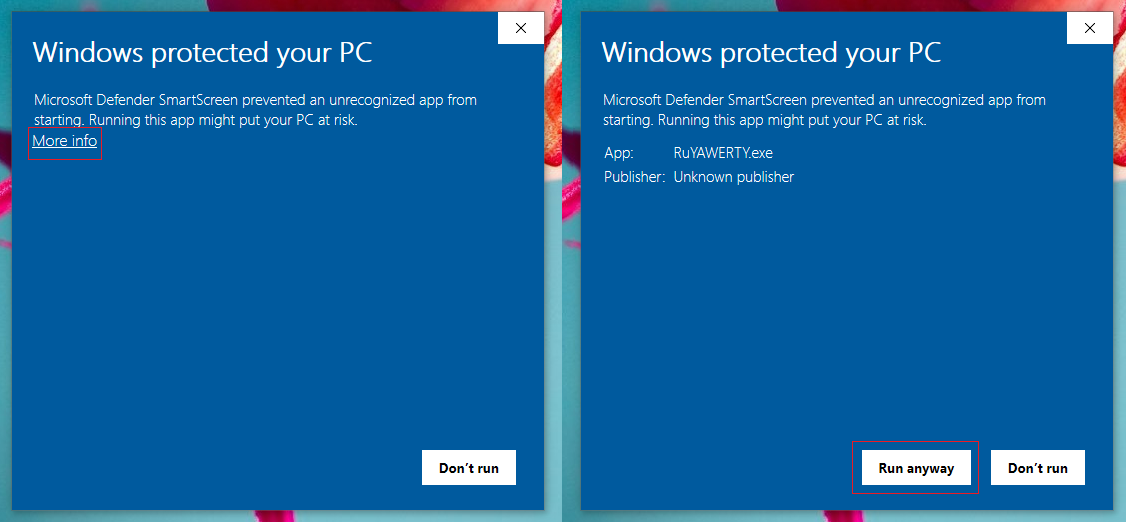 Windows protected your PC
Microsoft Defender SmartScreen prevented an unrecognized app from
starting. Running this app might put your PC at risk.
More info
Don't run
Windows protected your PC
Microsoft Defender SmartScreen prevented an unrecognized app from
starting. Running this app might put your PC at risk.
App: RuYAWERTY.exe
Publisher: Unknown publisher
Run anyway Don't run